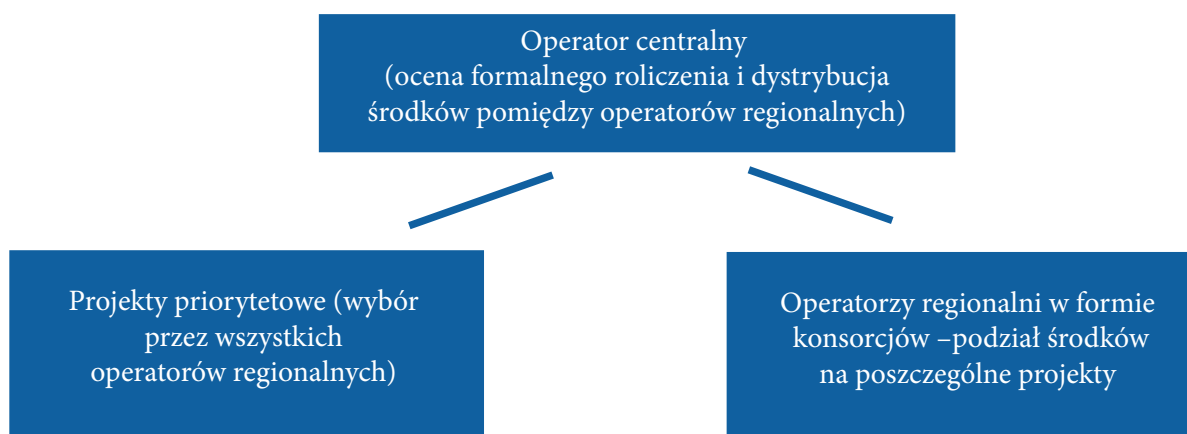 Operator centralny
(ocena formalnego roliczenia i dystrybucja
środków pomiędzy operatorów regionalnych)
Projekty priorytetowe (wybór
przez wszystkich
operatorów regionalnych)
Operatorzy regionalni w formie
konsorcjów –podział środków
na poszczególne projekty